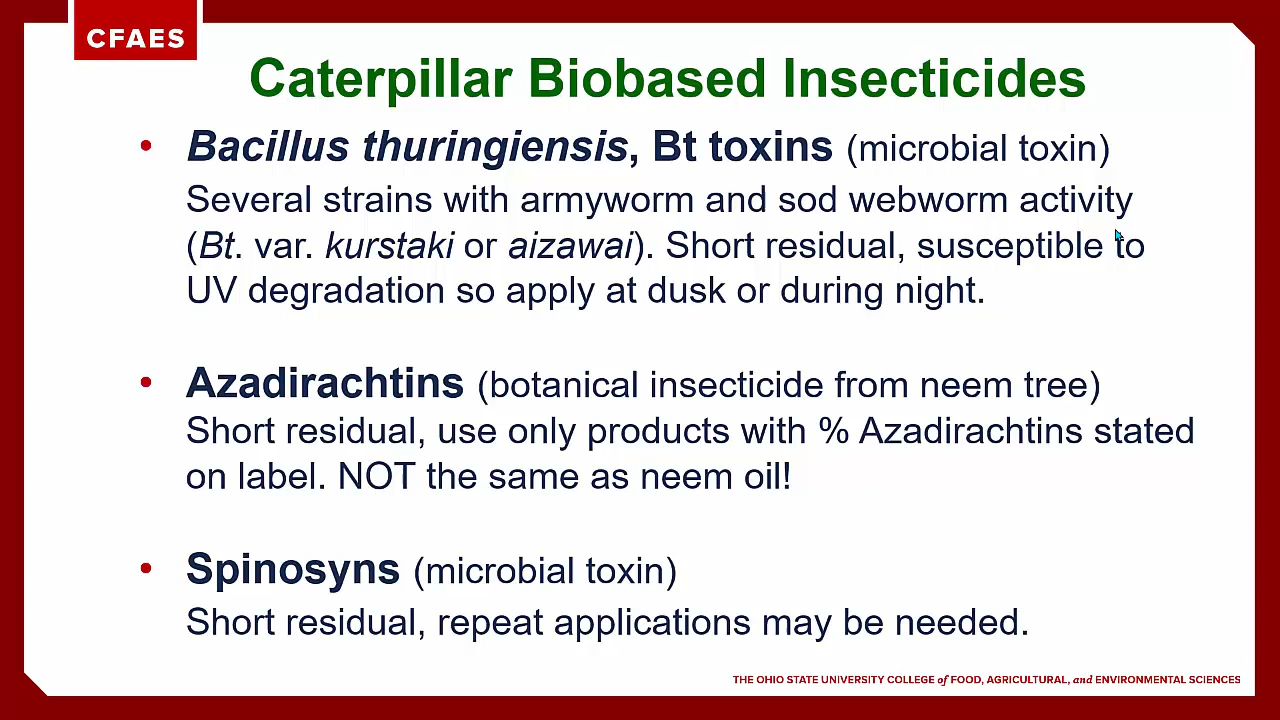 CFAES
Caterpillar Biobased Insecticides
• Bacillus thuringiensis, Bt toxins (microbial toxin)
Several strains with armyworm and sod webworm activity
(Bt. var. kurstaki or aizawai). Short residual, susceptible to
UV degradation so apply at dusk or during night.
• Azadirachtins (botanical insecticide from neem tree)
Short residual, use only products with % Azadirachtins stated
on label. NOT the same as neem oil!
• Spinosyns (microbial toxin)
Short residual, repeat applications may be needed.
THE OHIO STATE UNIVERSITY COLLEGE of FOOD, AGRICULTURAL, and ENVIRONMENTAL SCIENCES